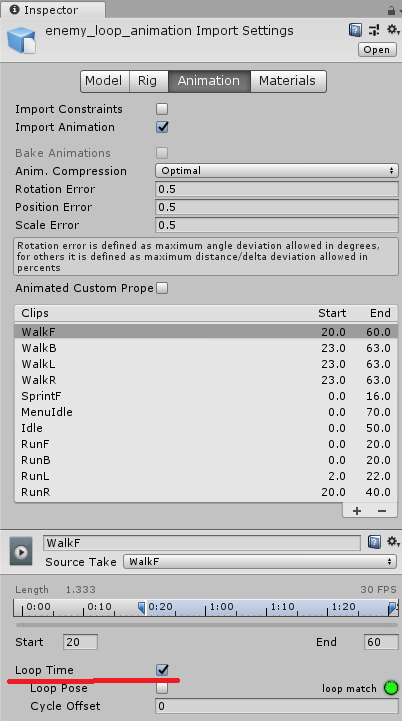 Inspector
enemy_loop_animation Import Settings
Open
Model Rig Animation Materials
Import Constraints
Import Animation
Bake Animations
Anim. Compression Optimal
Rotation Error 0.5
Position Error 0.5
Scale Error 0.5
Rotation error is defined as maximum angle deviation allowed in degrees,
for others it is defined as maximum distance/delta deviation allowed in
percents
Animated Custom Prope
Clips Start End
WalkF 20.0 60.0
WalkB 23.0 63.0
WalkL 23.0 63.0
WalkR 23.0 63.0
SprintF 0.0 16.0
MenuIdle 0.0 70.0
Idle 0.0 50.0
RunF 0.0 20.0
RunB 0.0 20.0
RunL 2.0 22.0
RunR 20.0 40.0
+ −
WalkF
Source Take WalkF
Length 1.333 30 FPS
0:00 0:10 0:20 1:00 1:10 1:20
Start 20 End 60
Loop Time
Loop Pose loop match
Cycle Offset 0